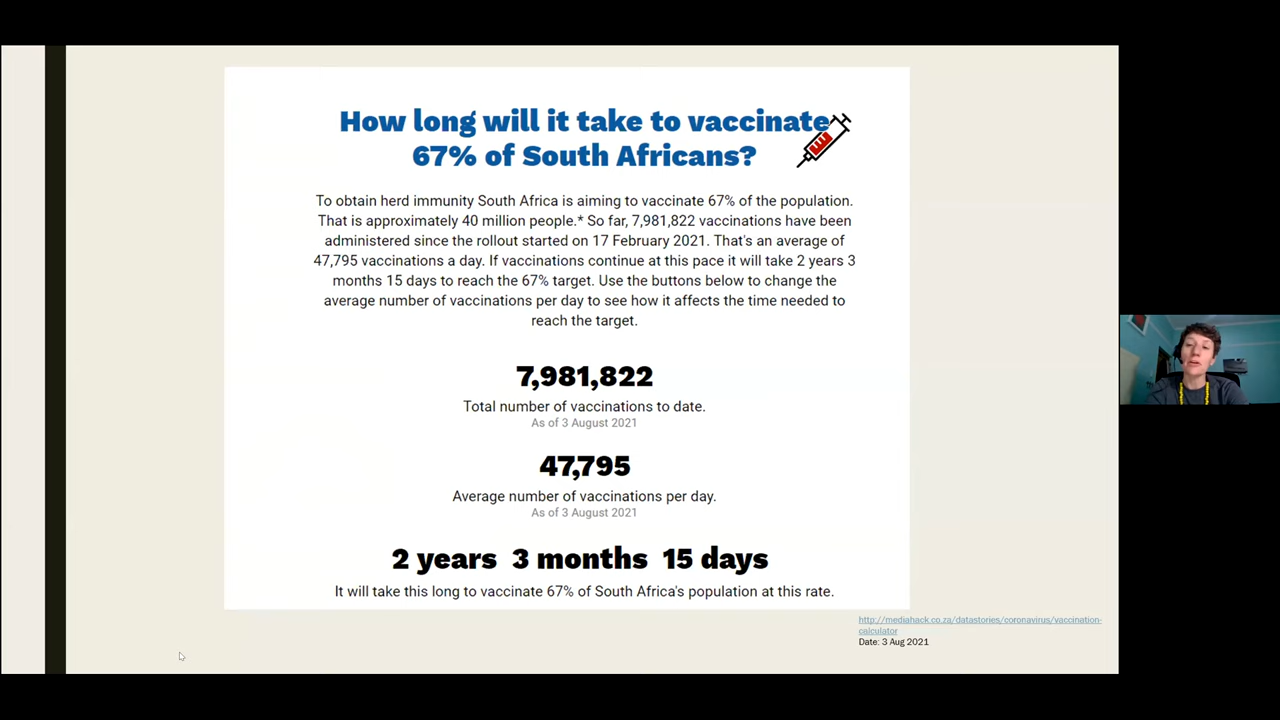 How long will it take to vaccinate
67% of South Africans?
To obtain herd immunity South Africa is aiming to vaccinate 67% of the population.
That is approximately 40 million people.* So far, 7,981,822 vaccinations have been
administered since the rollout started on 17 February 2021. That's an average of
47,795 vaccinations a day. If vaccinations continue at this pace it will take 2 years 3
months 15 days to reach the 67% target. Use the buttons below to change the
average number of vaccinations per day to see how it affects the time needed to
reach the target.
7,981,822
Total number of vaccinations to date.
As of 3 August 2021
47,795
Average number of vaccinations per day.
As of 3 August 2021
2 years 3 months 15 days
It will take this long to vaccinate 67% of South Africa's population at this rate.
http://mediahack.co.za/datastories/coronavirus/vaccination-
calculator
Date: 3 Aug 2021